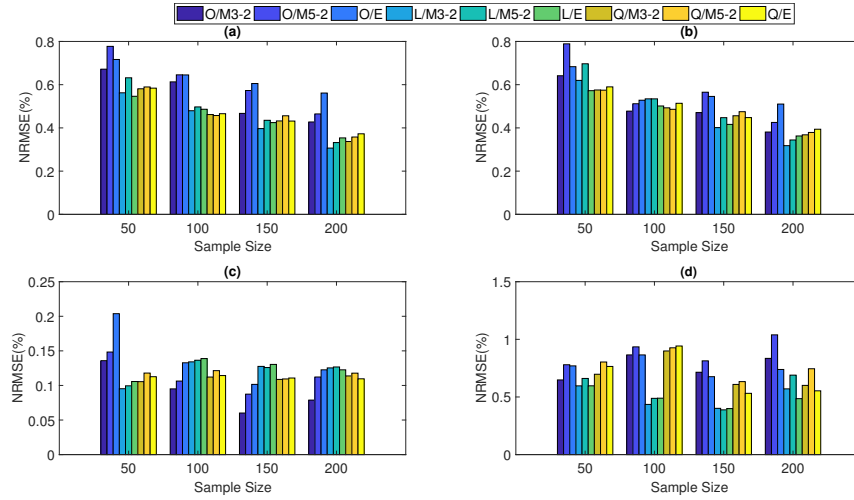 O/M3-2 O/M5-2 O/E L/M3-2 L/M5-2 L/E Q/M3-2 Q/M5-2 Q/E
(a)
0.8
0.6
0.4
0.2
0
NRMSE(%)
50 100 150 200
Sample Size
(b)
0.8
0.6
0.4
0.2
0
NRMSE(%)
50 100 150 200
Sample Size
(c)
0.25
0.2
0.15
0.1
0.05
0
NRMSE(%)
50 100 150 200
Sample Size
(d)
1.5
1
0.5
0
NRMSE(%)
50 100 150 200
Sample Size